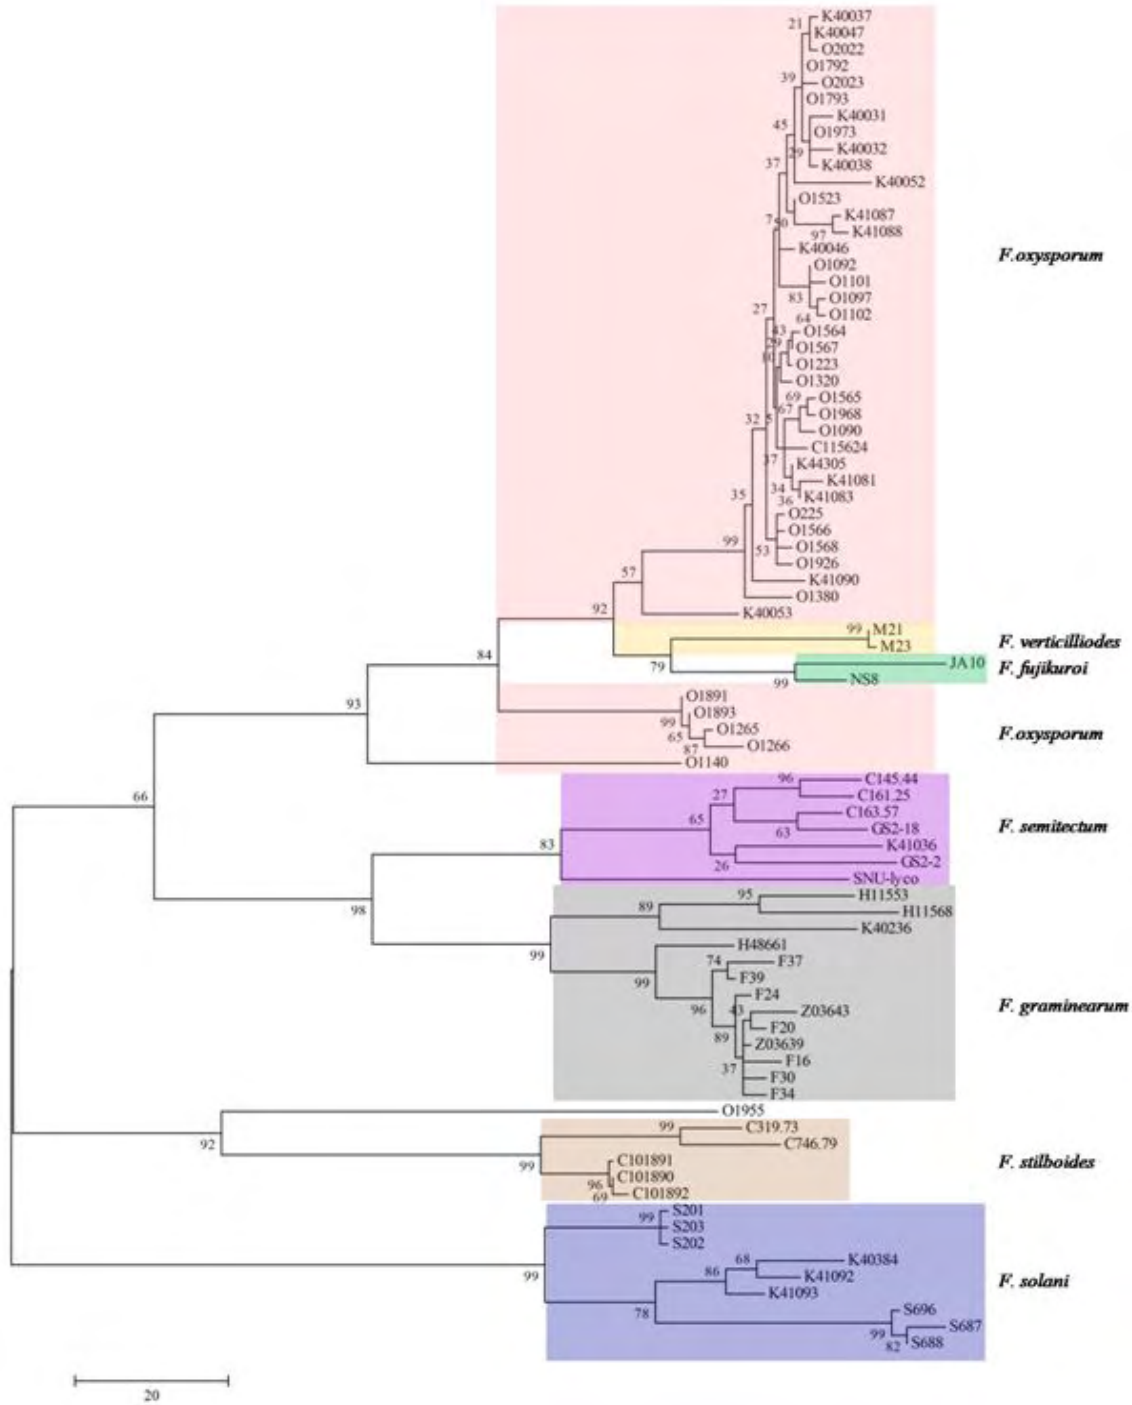 K40037
21
K40047
O2022
O1792
39
O2023
O1793
K40031
45
O1973
K40032
29
37
K40038
K40052
O1523
K41087
7
50
K41088
97
K40046
F.oxysporum
O1092
O1101
83
O1097
27
O1102
64
43
O1564
29
O1567
10
O1223
O1320
69
O1565
67
O1968
32
5
O1090
C115624
37
K44305
K41081
34
35
36
K41083
O225
O1566
99
53
O1568
O1926
57
K41090
92
O1380
K40053
99
M21
M23
F. verticilliodes
84
79
JA10
F. fujikuroi
99
NS8
93
O1891
O1893
99
O1265
65
F.oxysporum
87
O1266
O1140
96
C145.44
27
C161.25
66
65
C163.57
63
GS2-18
F. semitectum
83
K41036
26
GS2-2
SNU-lyco
95
H11553
98
89
H11568
K40236
99
H48661
74
F37
99
F39
F24
96
43
Z03643
F. graminearum
F20
89
Z03639
F16
37
F30
F34
O1955
92
99
C319.73
C746.79
99
C101891
F. stilboides
C101890
96
69
C101892
S201
99
S203
S202
68
K40384
99
86
K41092
F. solani
K41093
78
S696
99
S687
82
S688
20